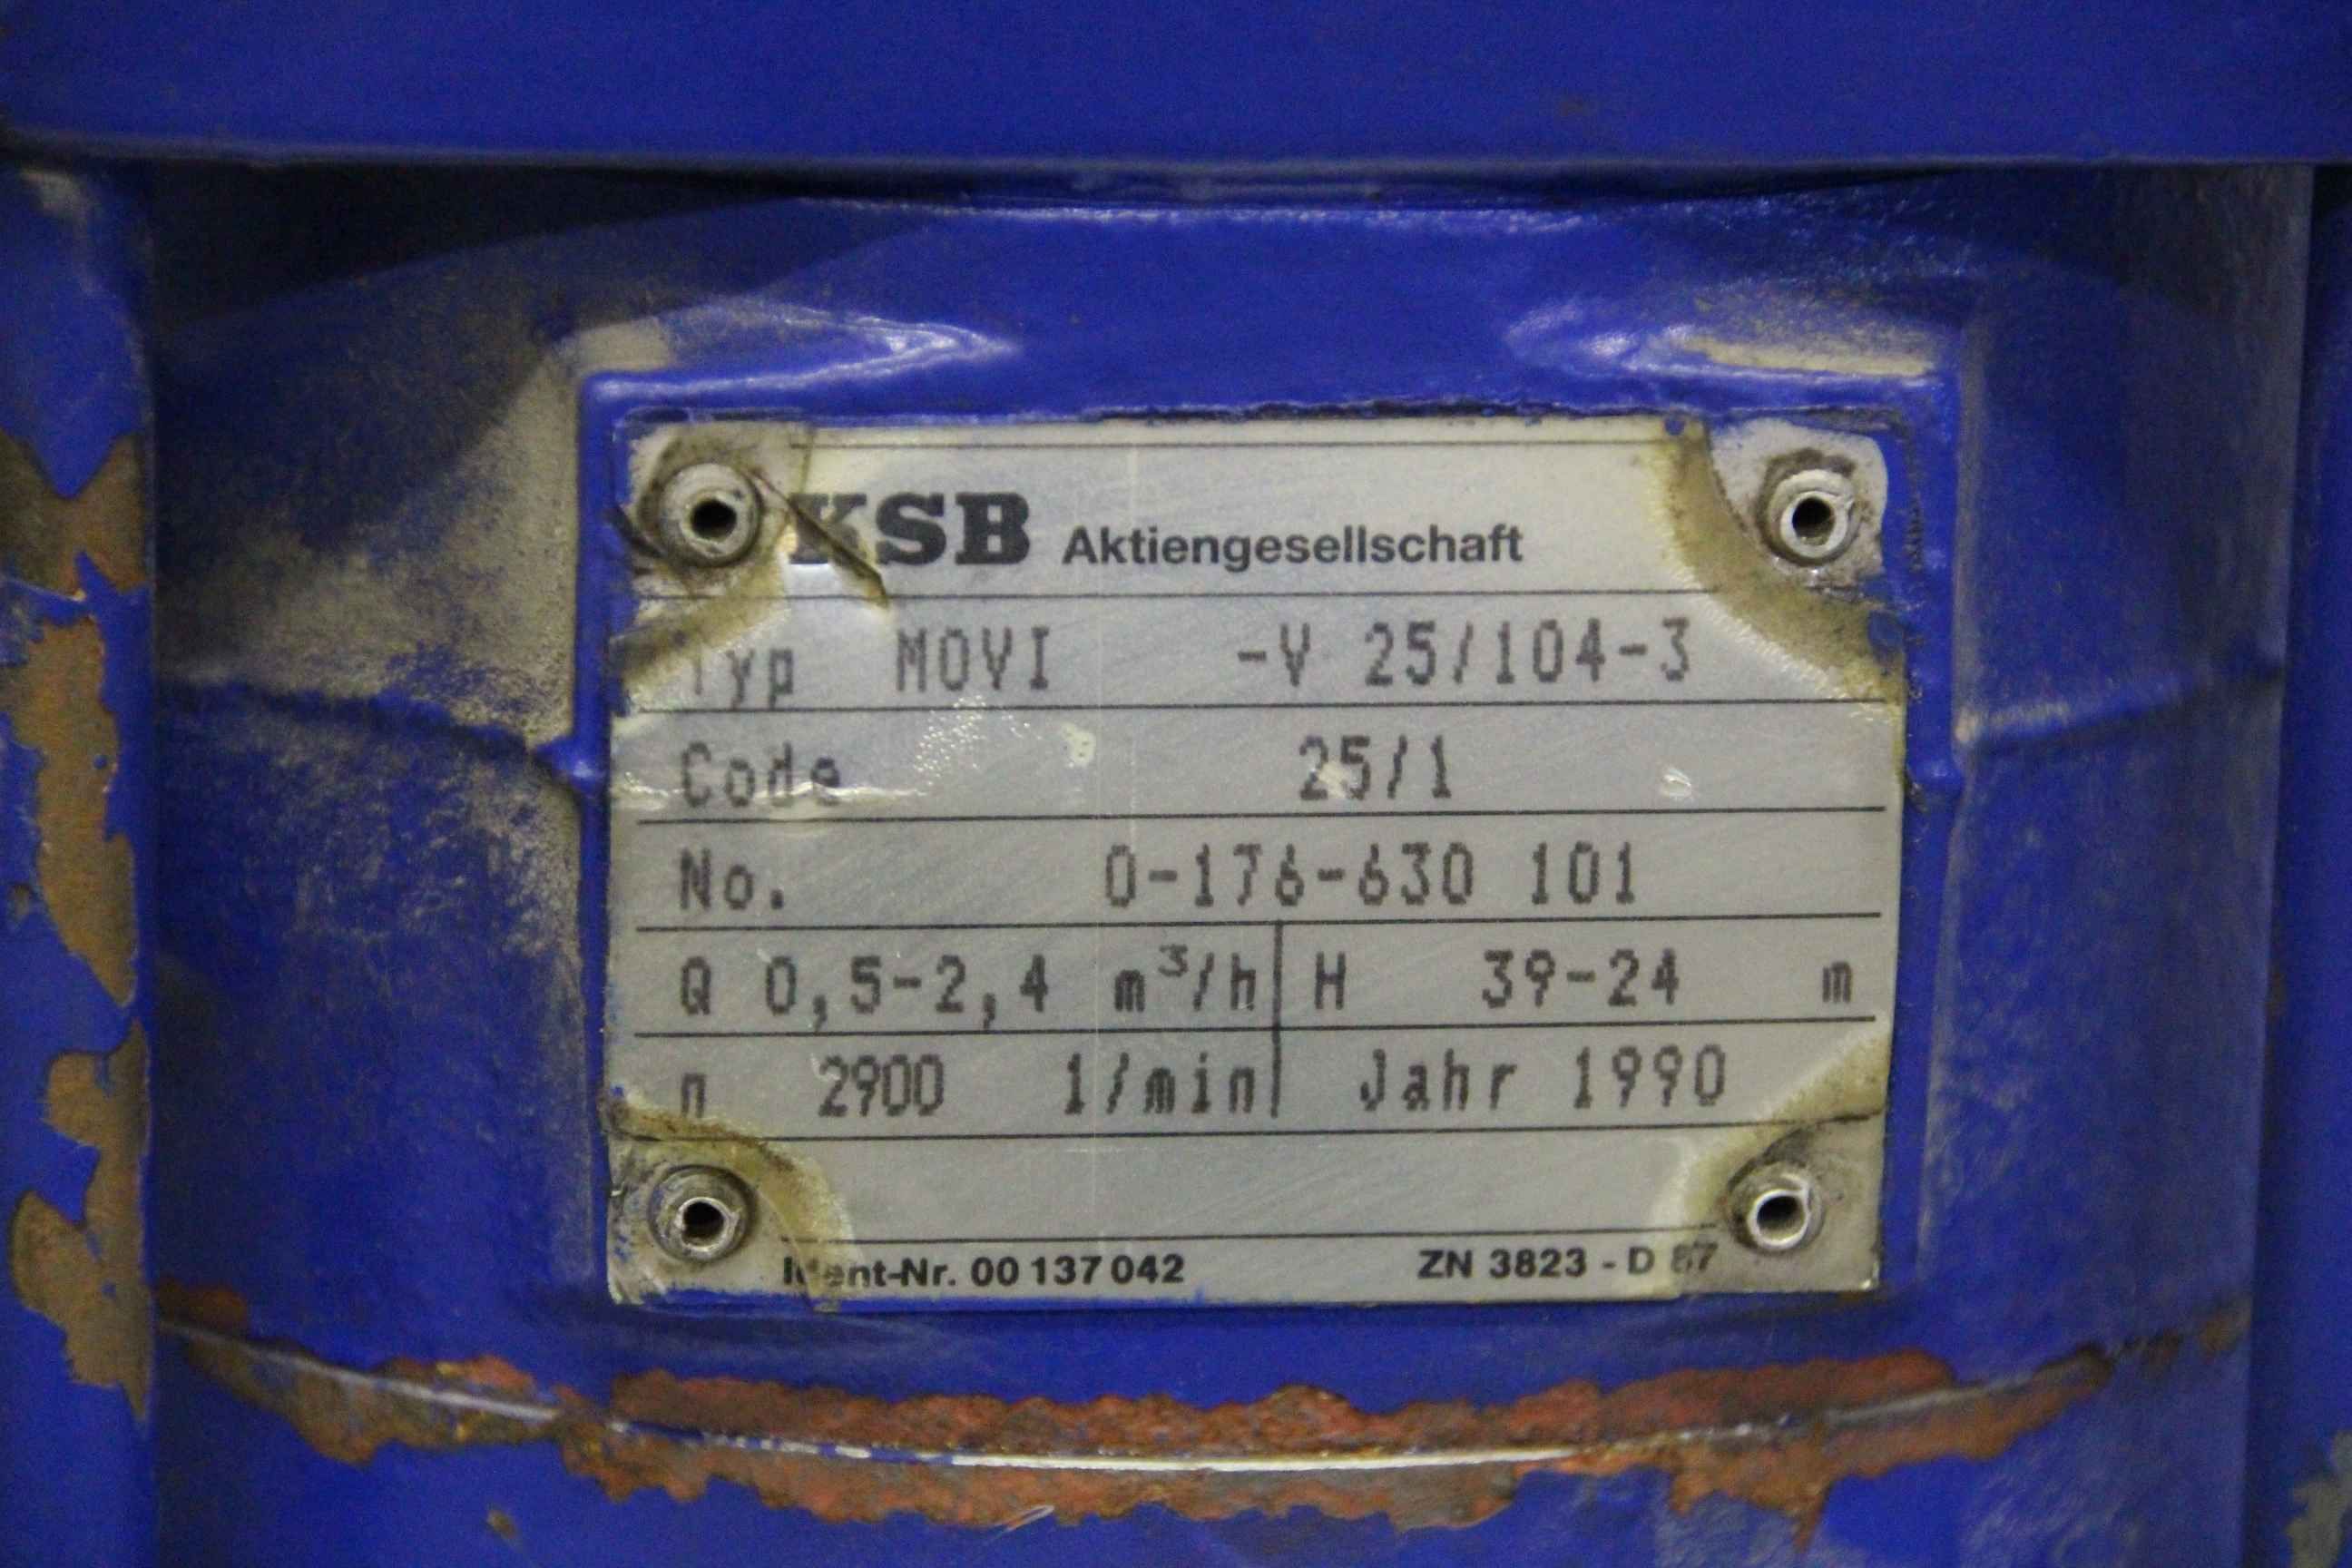 KSB Aktiengesellschaft
Typ MOVI -V 25/104-3
Code 25/1
No. 0-176-630 101
Q 0,5-2,4 m³/h H 39-24 m
n 2900 1/min Jahr 1990
Ident-Nr. 00 137 042 ZN 3823 - D 87